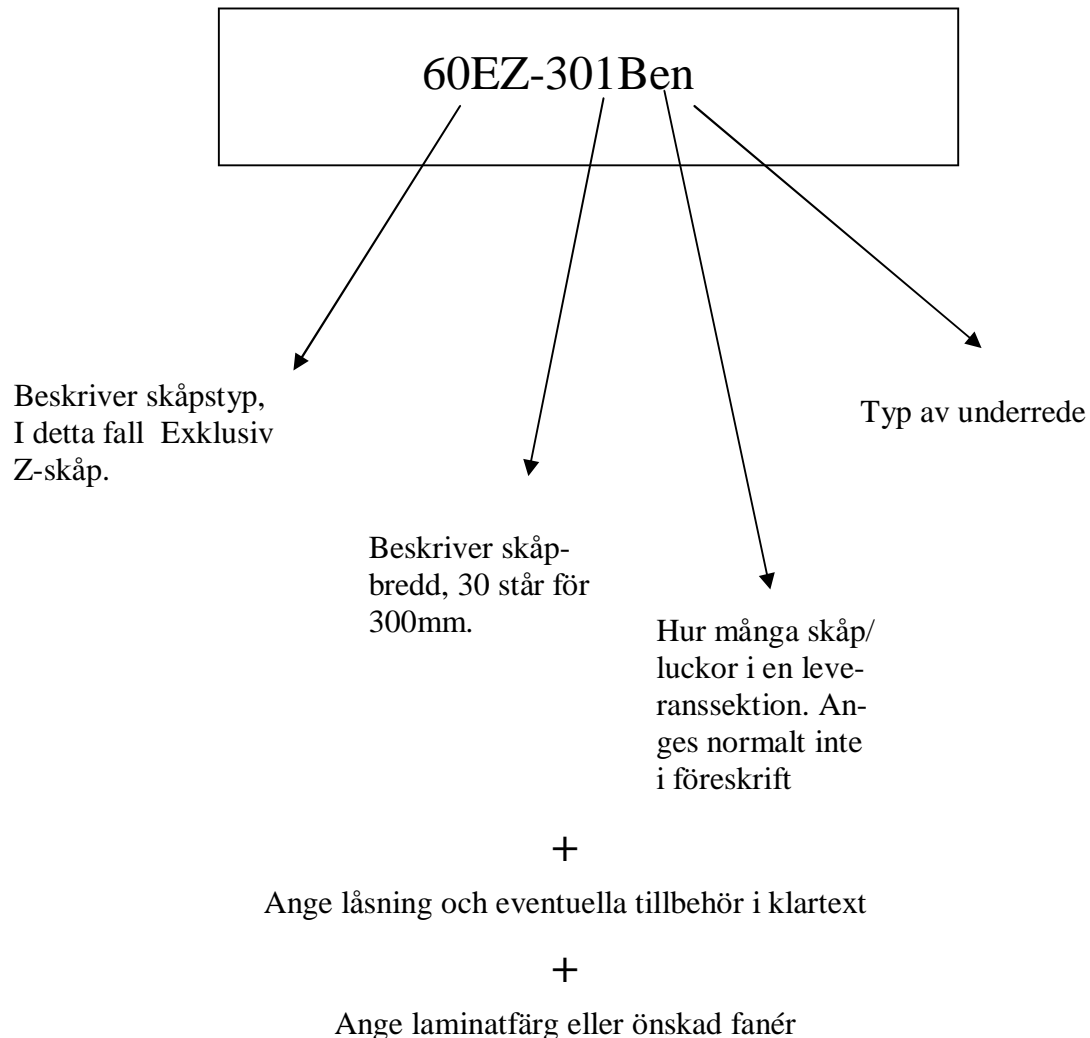 60EZ-301Ben
Beskriver skåpstyp,
I detta fall  Exklusiv
Z-skåp.
Typ av underrede
Beskriver skåp-
bredd, 30 står för
300mm.
Hur många skåp/
luckor i en leve-
ranssektion. An-
ges normalt inte
i föreskrift
+
Ange låsning och eventuella tillbehör i klartext
+
Ange laminatfärg eller önskad fanér